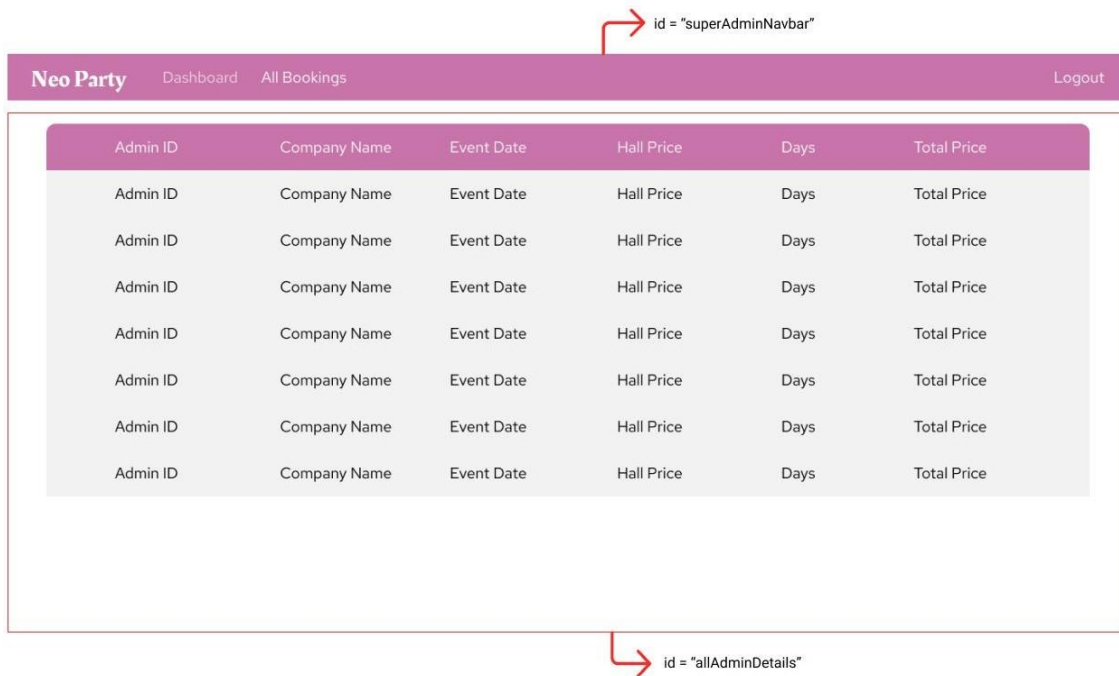 id = “superAdminNavbar”
Neo Party Dashboard All Bookings Logout
Admin ID Company Name Event Date Hall Price Days Total Price
Admin ID Company Name Event Date Hall Price Days Total Price
Admin ID Company Name Event Date Hall Price Days Total Price
Admin ID Company Name Event Date Hall Price Days Total Price
Admin ID Company Name Event Date Hall Price Days Total Price
Admin ID Company Name Event Date Hall Price Days Total Price
Admin ID Company Name Event Date Hall Price Days Total Price
Admin ID Company Name Event Date Hall Price Days Total Price
id = “allAdminDetails”